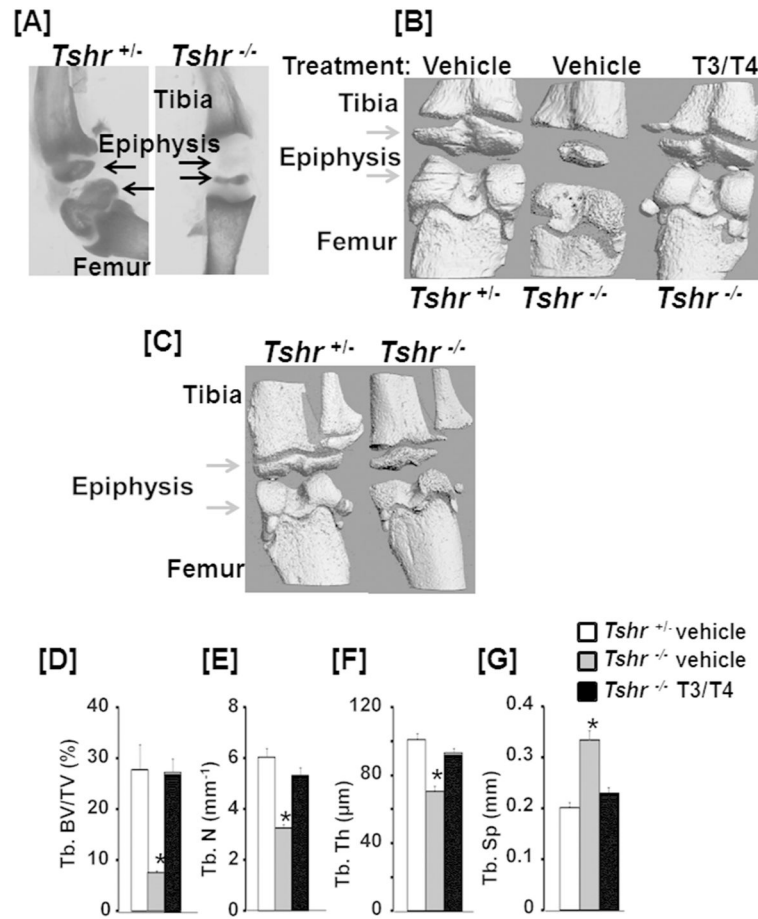 [A]
Tshr +/- Tshr -/-
Tibia
Epiphysis
Femur
[B]
Treatment: Vehicle Vehicle T3/T4
Tibia
Epiphysis
Femur
Tshr +/- Tshr -/- Tshr -/-
[C]
Tshr +/- Tshr -/-
Tibia
Epiphysis
Femur
Tshr +/- vehicle
Tshr -/- vehicle
Tshr -/- T3/T4
[D]
Tb. BV/TV (%)
40
30
20
10
0
*
[E]
Tb. N (mm-1)
8
6
4
2
0
*
[F]
Tb. Th (µm)
120
80
40
0
*
[G]
Tb. Sp (mm)
0.4
0.3
0.2
0.1
0
*